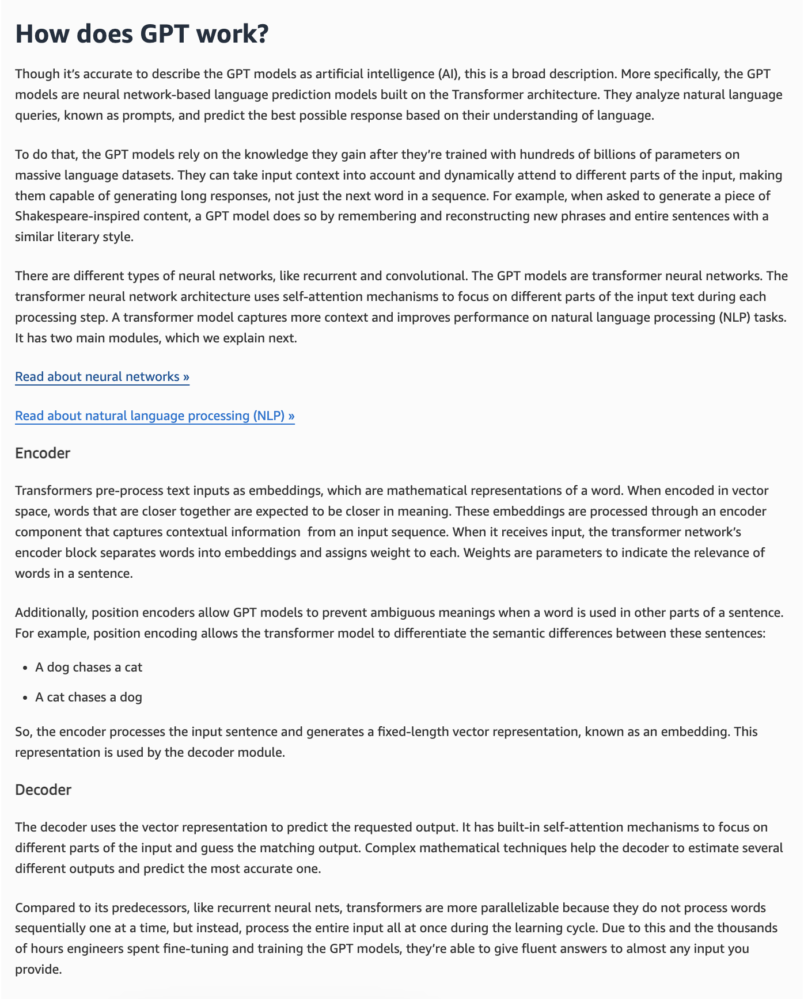 How does GPT work?
Though it’s accurate to describe the GPT models as artificial intelligence (AI), this is a broad description. More specifically, the GPT
models are neural network-based language prediction models built on the Transformer architecture. They analyze natural language
queries, known as prompts, and predict the best possible response based on their understanding of language.
To do that, the GPT models rely on the knowledge they gain after they’re trained with hundreds of billions of parameters on
massive language datasets. They can take input context into account and dynamically attend to different parts of the input, making
them capable of generating long responses, not just the next word in a sequence. For example, when asked to generate a piece of
Shakespeare-inspired content, a GPT model does so by remembering and reconstructing new phrases and entire sentences with a
similar literary style.
There are different types of neural networks, like recurrent and convolutional. The GPT models are transformer neural networks. The
transformer neural network architecture uses self-attention mechanisms to focus on different parts of the input text during each
processing step. A transformer model captures more context and improves performance on natural language processing (NLP) tasks.
It has two main modules, which we explain next.
Read about neural networks »
Read about natural language processing (NLP) »
Encoder
Transformers pre-process text inputs as embeddings, which are mathematical representations of a word. When encoded in vector
space, words that are closer together are expected to be closer in meaning. These embeddings are processed through an encoder
component that captures contextual information  from an input sequence. When it receives input, the transformer network’s
encoder block separates words into embeddings and assigns weight to each. Weights are parameters to indicate the relevance of
words in a sentence.
Additionally, position encoders allow GPT models to prevent ambiguous meanings when a word is used in other parts of a sentence.
For example, position encoding allows the transformer model to differentiate the semantic differences between these sentences:
• A dog chases a cat
• A cat chases a dog
So, the encoder processes the input sentence and generates a fixed-length vector representation, known as an embedding. This
representation is used by the decoder module.
Decoder
The decoder uses the vector representation to predict the requested output. It has built-in self-attention mechanisms to focus on
different parts of the input and guess the matching output. Complex mathematical techniques help the decoder to estimate several
different outputs and predict the most accurate one.
Compared to its predecessors, like recurrent neural nets, transformers are more parallelizable because they do not process words
sequentially one at a time, but instead, process the entire input all at once during the learning cycle. Due to this and the thousands
of hours engineers spent fine-tuning and training the GPT models, they’re able to give fluent answers to almost any input you
provide.